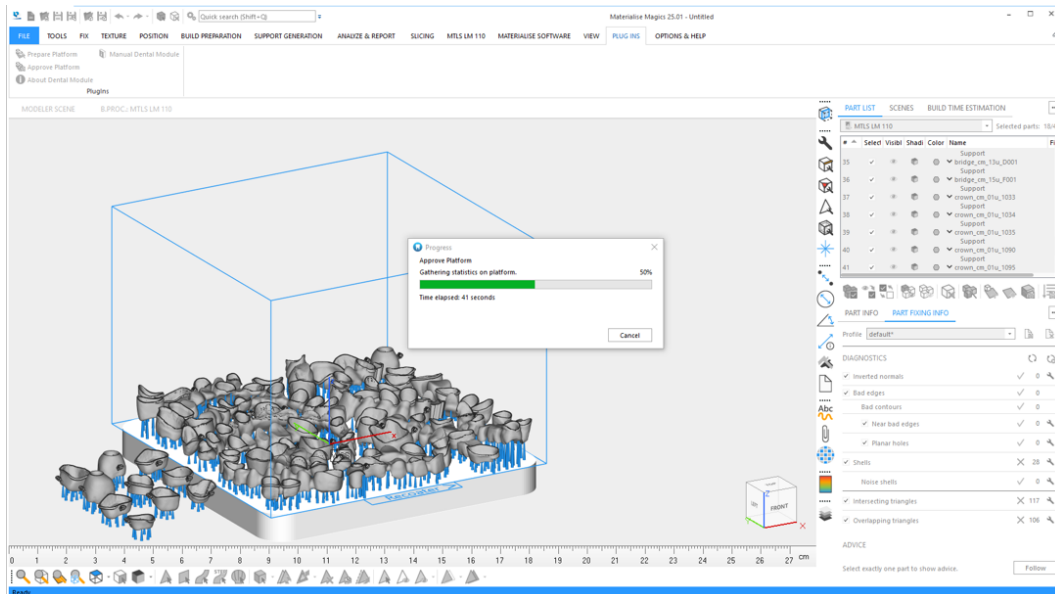 Quick search (Shift+Q)
Materialise Magics 25.01 - Untitled
FILE TOOLS FIX TEXTURE POSITION BUILD PREPARATION SUPPORT GENERATION ANALYZE & REPORT SLICING MTLS LM 110 MATERIALISE SOFTWARE VIEW PLUG INS OPTIONS & HELP
Prepare Platform Manual Dental Module
Approve Platform
About Dental Module
Plugins
MODELER SCENE B.PROC.: MTLS LM 110
PART LIST SCENES BUILD TIME ESTIMATION
MTLS LM 110 Selected parts:
# Select Visibl Shadi Color Name
Support
35 bridge_cm_13u_D001
Support
36 bridge_cm_15u_F001
Support
37 crown_cm_01u_1033
Support
38 crown_cm_01u_1034
Support
39 crown_cm_01u_1035
Support
40 crown_cm_01u_1090
Support
41 crown_cm_01u_1095
Progress
Approve Platform
Gathering statistics on platform. 50%
Time elapsed: 41 seconds
Cancel
PART INFO PART FIXING INFO
Profile default*
DIAGNOSTICS
Inverted normals 0
Bad edges 0
Bad contours 0
Near bad edges 0
Planar holes 0
Shells 28
Noise shells 0
Intersecting triangles 117
Overlapping triangles 106
ADVICE
Select exactly one part to show advice. Follow
Abc
Recoater
x
FRONT
X
0 1 2 3 4 5 6 7 8 9 10 11 12 13 14 15 16 17 18 19 20 21 22 23 24 25 26 27 cm
Ready